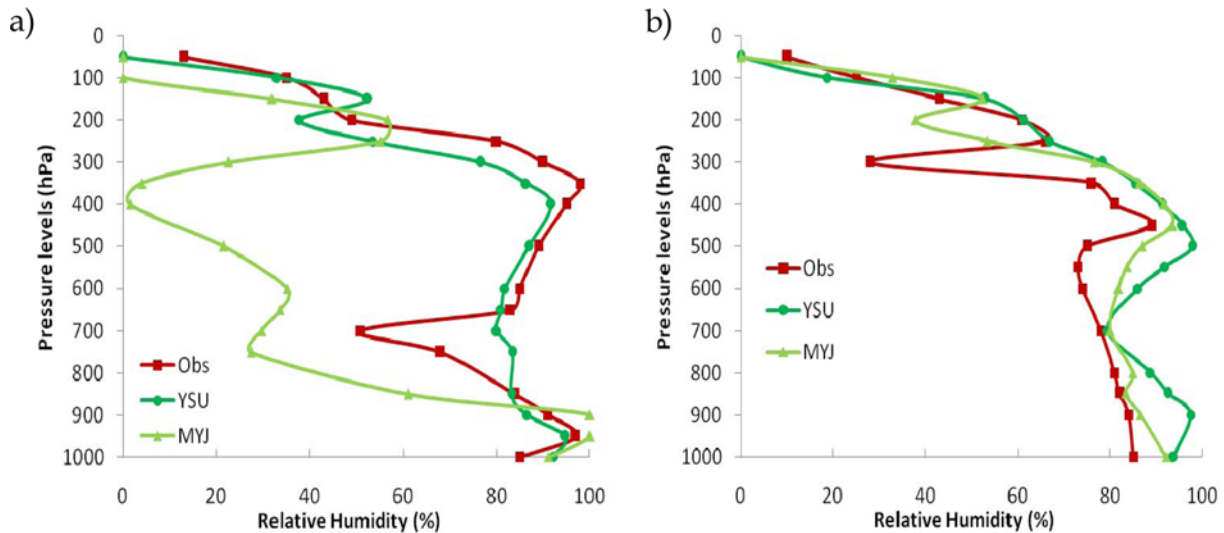 a)
0
100
200
300
400
500
600
700
800
900
1000
Pressure levels (hPa)
Obs
YSU
MYJ
0 20 40 60 80 100
Relative Humidity (%)
b)
0
100
200
300
400
500
600
700
800
900
1000
Pressure levels (hPa)
Obs
YSU
MYJ
0 20 40 60 80 100
Relative Humidity (%)